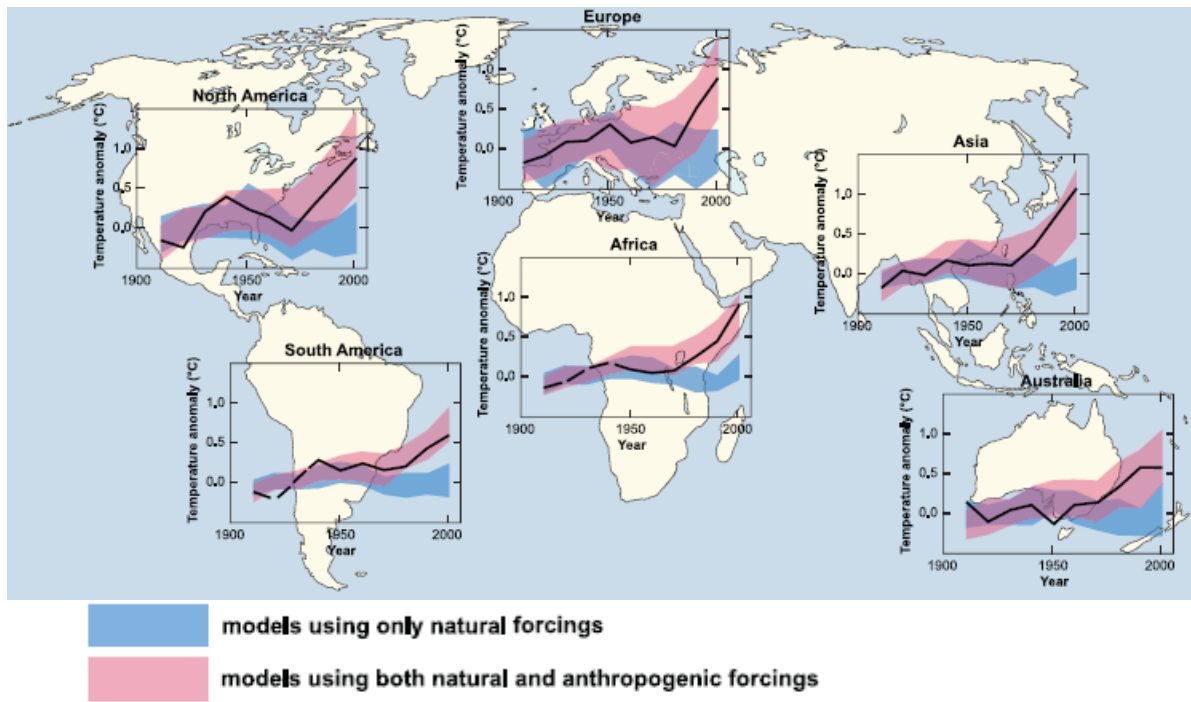 Europe
Temperature anomaly (°C)
1.0
0.5
0.0
1900
1950
2000
North America
Temperature anomaly (°C)
1.0
0.5
0.0
1900
1950
2000
Year
Asia
Temperature anomaly (°C)
1.0
0.5
0.0
1900
1950
2000
Year
Africa
Temperature anomaly (°C)
1.0
0.5
0.0
1900
1950
2000
Year
South America
Temperature anomaly (°C)
1.0
0.5
0.0
1900
1950
2000
Year
Australia
Temperature anomaly (°C)
1.0
0.5
0.0
1900
1950
2000
Year
models using only natural forcings
models using both natural and anthropogenic forcings